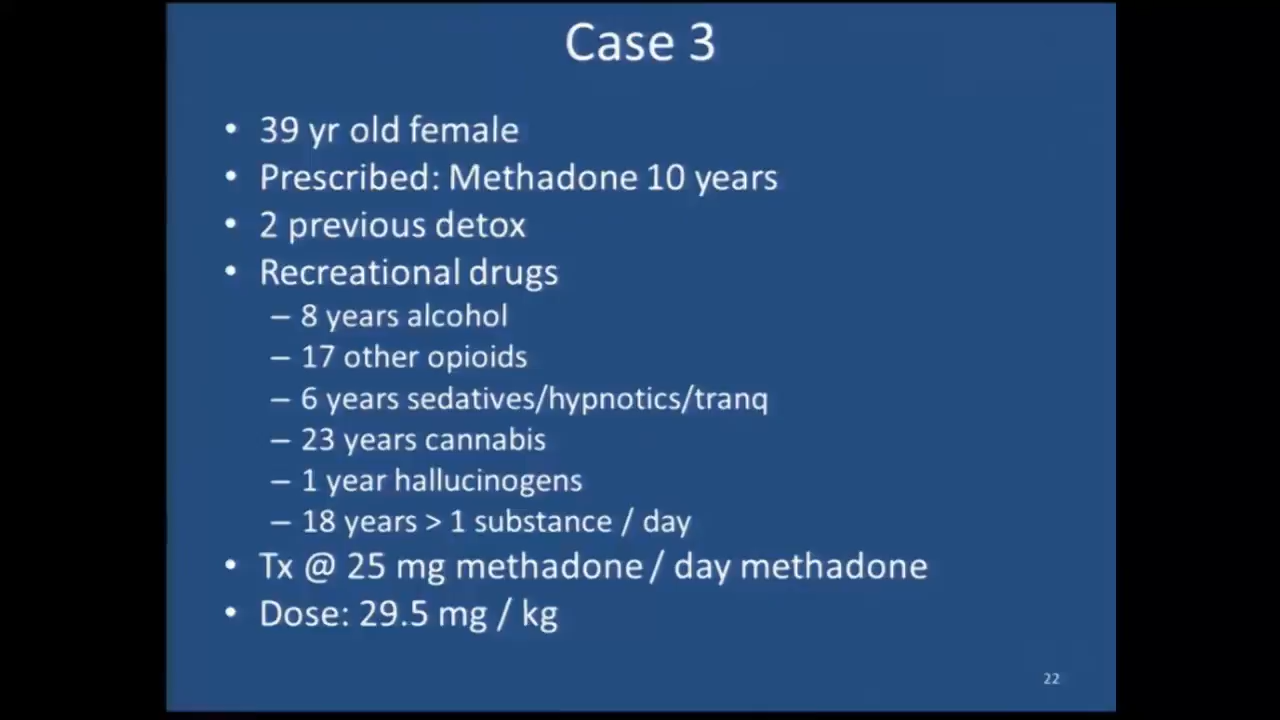 Case 3
• 39 yr old female
• Prescribed: Methadone 10 years
• 2 previous detox
• Recreational drugs
– 8 years alcohol
– 17 other opioids
– 6 years sedatives/hypnotics/tranq
– 23 years cannabis
– 1 year hallucinogens
– 18 years > 1 substance / day
• Tx @ 25 mg methadone / day methadone
• Dose: 29.5 mg / kg
22